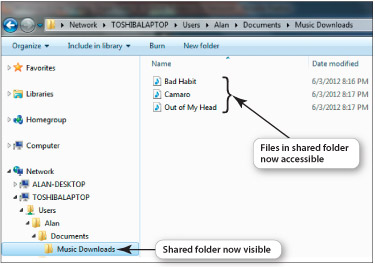 Network ▸ TOSHIBALAPTOP ▸ Users ▸ Alan ▸ Documents ▸ Music Downloads
Organize Include in library Burn New folder
Favorites
Libraries
Homegroup
Computer
Network
ALAN-DESKTOP
TOSHIBALAPTOP
Users
Alan
Documents
Music Downloads
Name Date modified
Bad Habit 6/3/2012 8:16 PM
Camaro 6/3/2012 8:17 PM
Out of My Head 6/3/2012 8:17 PM
Files in shared folder
now accessible
Shared folder now visible